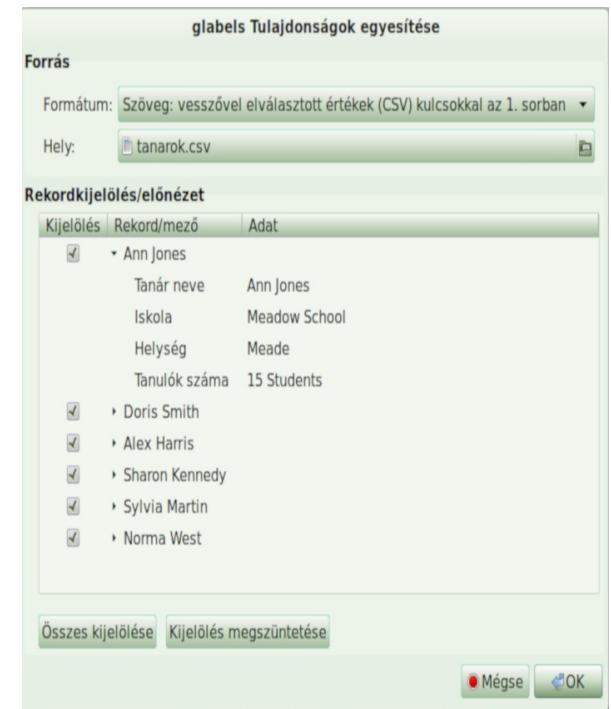 glabels Tulajdonságok egyesítése
Forrás
Formátum: Szöveg: vesszővel elválasztott értékek (CSV) kulcsokkal az 1. sorban
Hely: tanarok.csv
Rekordkijelölés/előnézet
Kijelölés Rekord/mező Adat
Ann Jones
Tanár neve Ann Jones
Iskola Meadow School
Helység Meade
Tanulók száma 15 Students
Doris Smith
Alex Harris
Sharon Kennedy
Sylvia Martin
Norma West
Összes kijelölése Kijelölés megszüntetése
Mégse OK